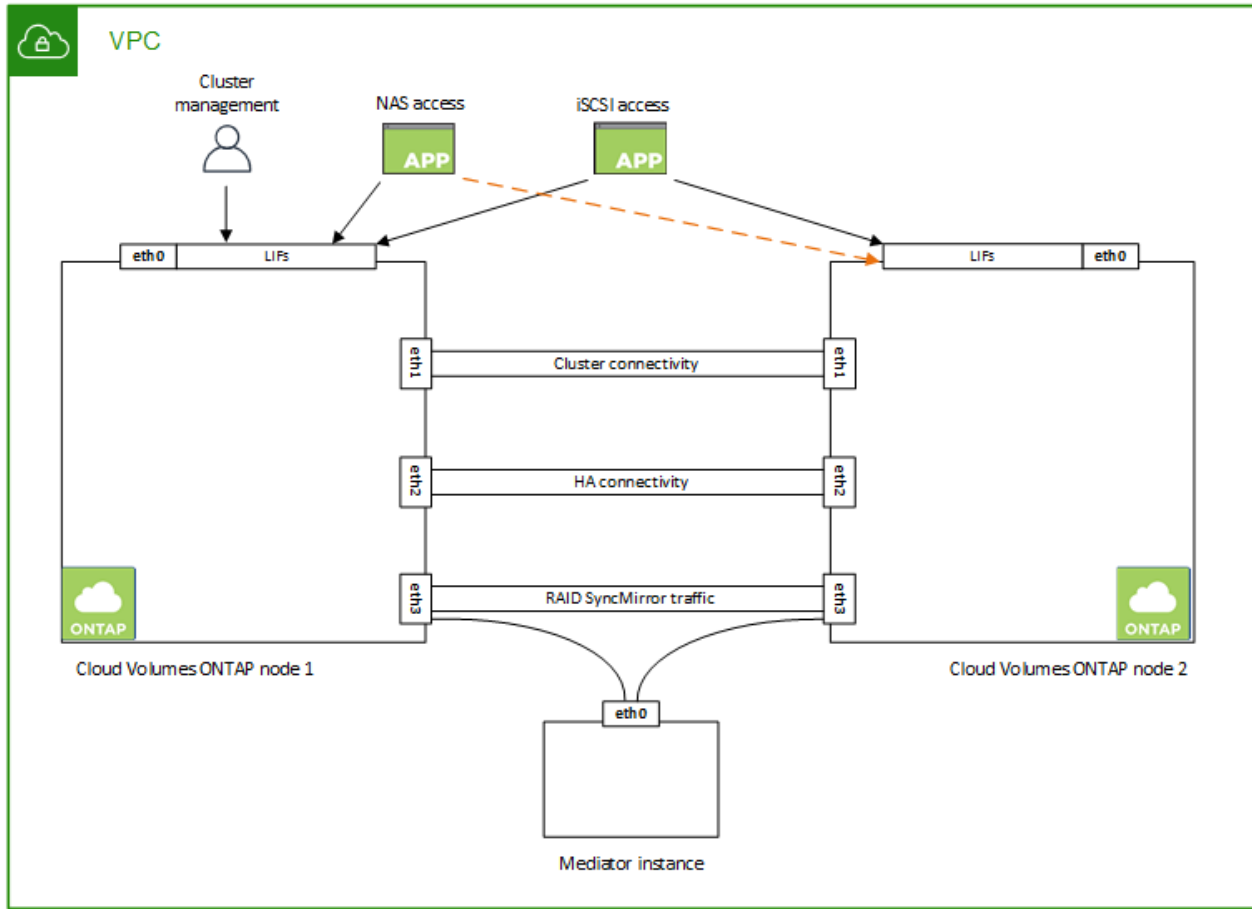 VPC
Cluster
management
NAS access
iSCSI access
APP
APP
eth0
LIFs
LIFs
eth0
eth1
Cluster connectivity
eth1
eth2
HA connectivity
eth2
eth3
RAID SyncMirror traffic
eth3
ONTAP
ONTAP
Cloud Volumes ONTAP node 1
Cloud Volumes ONTAP node 2
eth0
Mediator instance